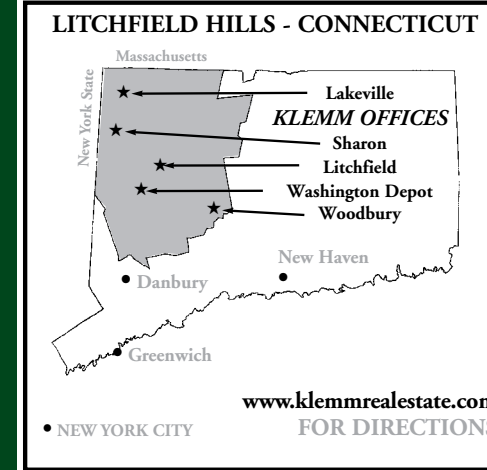 LITCHFIELD HILLS - CONNECTICUT
Massachusetts
New York State
Lakeville
KLEMM OFFICES
Sharon
Litchfield
Washington Depot
Woodbury
New Haven
Danbury
Greenwich
www.klemmrealestate.com
NEW YORK CITY
FOR DIRECTIONS